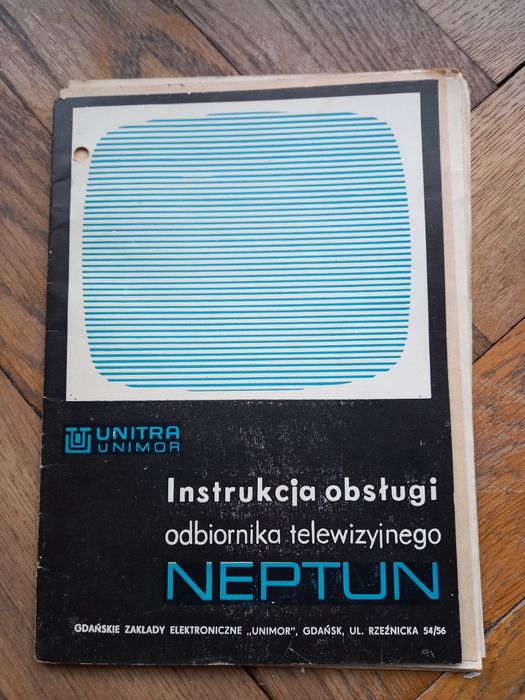 UNITRA
UNIMOR
Instrukcja obsługi
odbiornika telewizyjnego
NEPTUN
GDAŃSKIE ZAKŁADY ELEKTRONICZNE „UNIMOR", GDAŃSK, UL. RZEŹNICKA 54/56